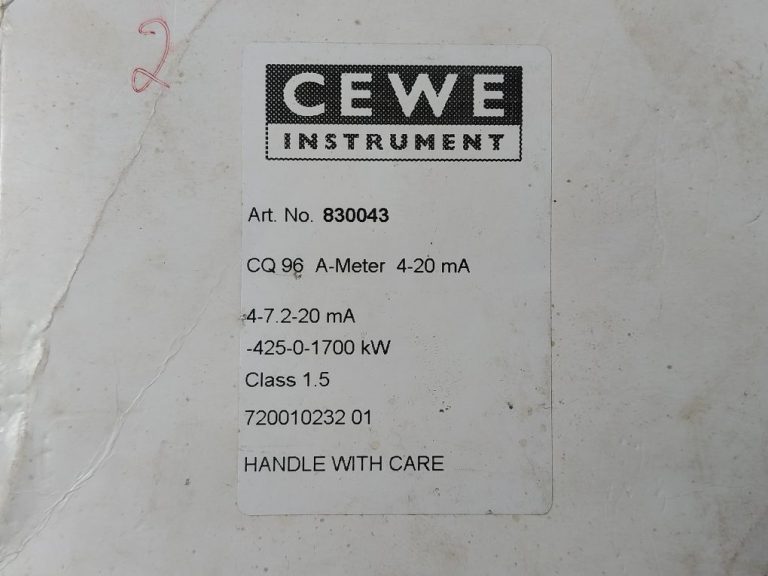 2
CEWE
INSTRUMENT
Art. No. 830043
CQ 96 A-Meter 4-20 mA
4-7.2-20 mA
-425-0-1700 kW
Class 1.5
720010232 01
HANDLE WITH CARE